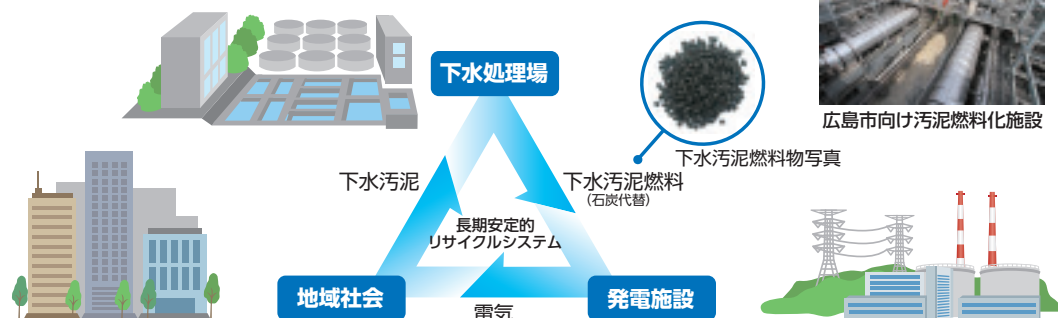 下水処理場
広島市向け汚泥燃料化施設
下水汚泥燃料物写真
下水汚泥
下水汚泥燃料
(石炭代替)
長期安定的
リサイクルシステム
地域社会
発電施設
電気